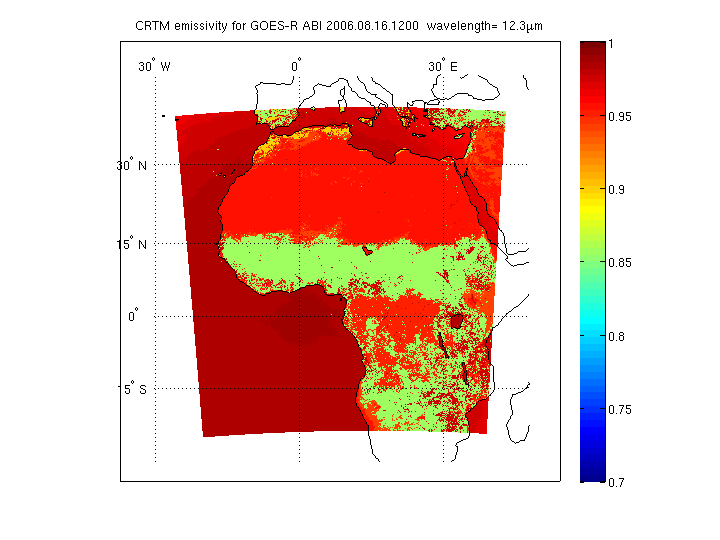 CRTM emissivity for GOES-R ABI 2006.08.16.1200 wavelength= 12.3μm
30° W 0° 30° E
30° N
15° N
0°
15° S
1
0.95
0.9
0.85
0.8
0.75
0.7